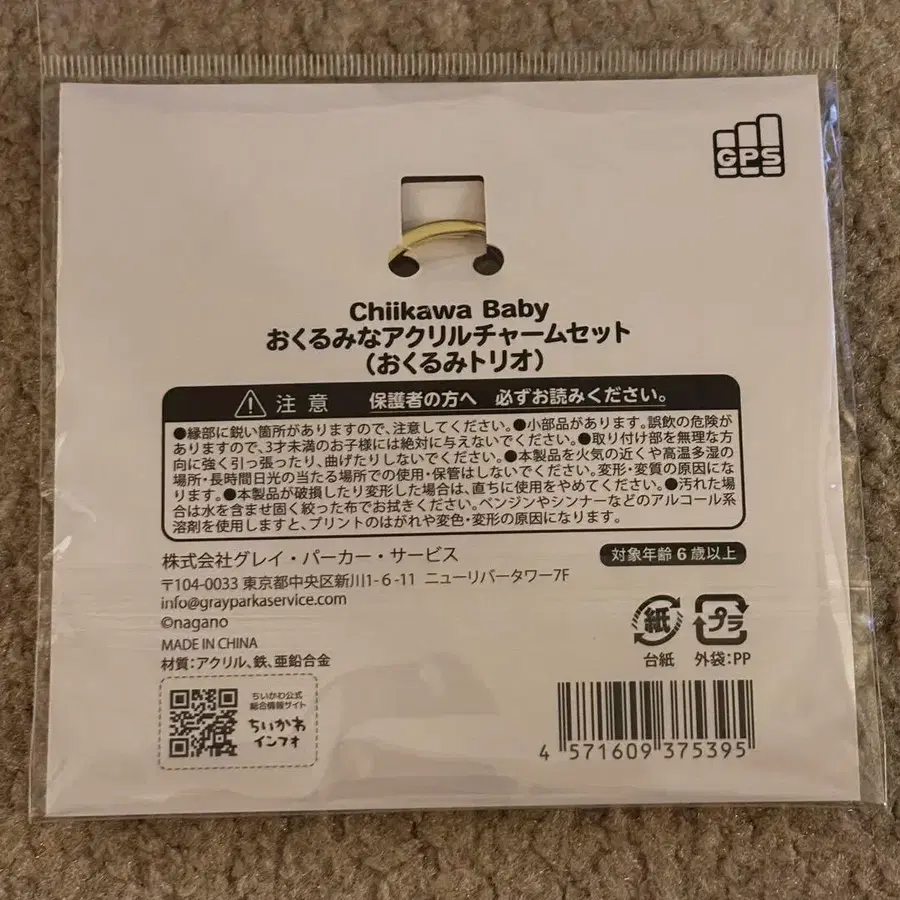 GPS
Chiikawa Baby
おくるみなアクリルチャームセット
(おくるみトリオ)
注意 保護者の方へ 必ずお読みください。
●縁部に鋭い箇所がありますので、注意してください。●小部品があります。誤飲の危険が
ありますので、3才未満のお子様には絶対に与えないでください。●取り付け部を無理な方
向に強く引っ張ったり、曲げたりしないでください。●本製品を火気の近くや高温多湿の
場所・長時間日光の当たる場所での使用・保管はしないでください。変形・変質の原因にな
ります。●本製品が破損したり変形した場合は、直ちに使用をやめてください。●汚れた場
合は水を含ませ固く絞った布でお拭きください。ベンジンやシンナーなどのアルコール系
溶剤を使用しますと、プリントのはがれや変色・変形の原因になります。
株式会社グレイ・パーカー・サービス
対象年齢6歳以上
〒104-0033 東京都中央区新川1-6-11 ニューリバータワー7F
info@grayparkaservice.com
©nagano
MADE IN CHINA
材質:アクリル、鉄、亜鉛合金
紙
台紙
プラ
外袋:PP
ちいかわ公式
総合情報サイト
ちいかわ
インフォ
4 571609 375395